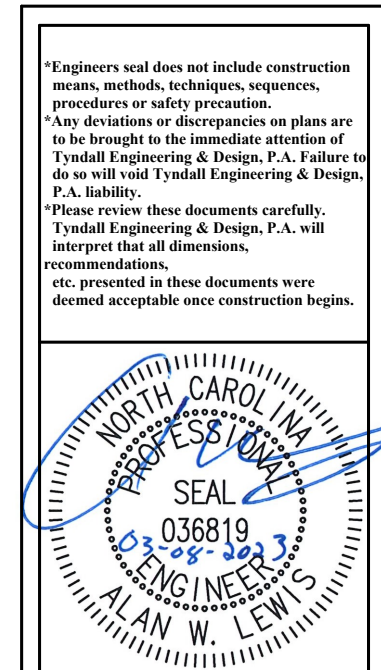 *Engineers seal does not include construction
means, methods, techniques, sequences,
procedures or safety precaution.
*Any deviations or discrepancies on plans are
to be brought to the immediate attention of
Tyndall Engineering & Design, P.A. Failure to
do so will void Tyndall Engineering & Design,
P.A. liability.
*Please review these documents carefully.
Tyndall Engineering & Design, P.A. will
interpret that all dimensions,
recommendations,
etc. presented in these documents were
deemed acceptable once construction begins.
NORTH CAROLINA
PROFESSIONAL
SEAL
036819
03-08-2023
ENGINEER
ALAN W. LEWIS